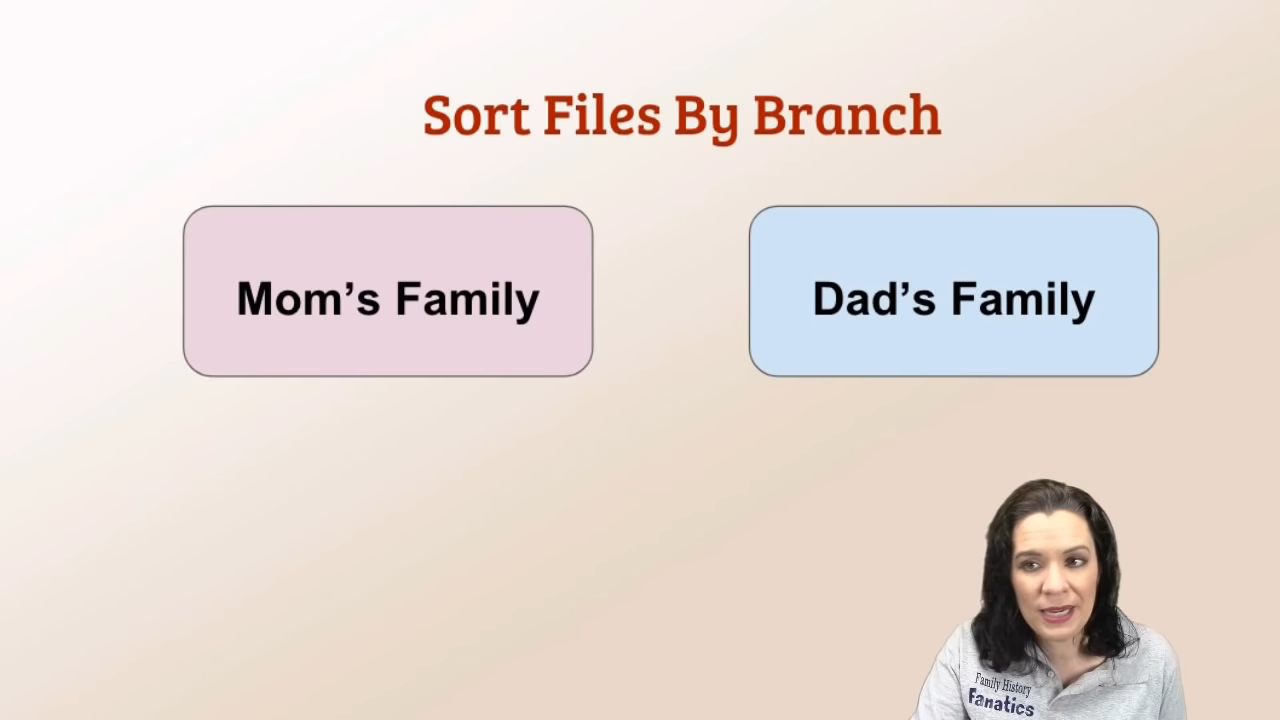 Sort Files By Branch
Mom’s Family
Dad’s Family
Family History
Fanatics